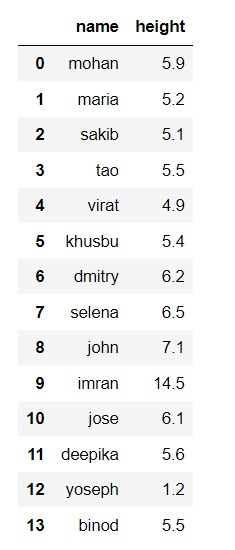 name height
0 mohan 5.9
1 maria 5.2
2 sakib 5.1
3 tao 5.5
4 virat 4.9
5 khusbu 5.4
6 dmitry 6.2
7 selena 6.5
8 john 7.1
9 imran 14.5
10 jose 6.1
11 deepika 5.6
12 yoseph 1.2
13 binod 5.5